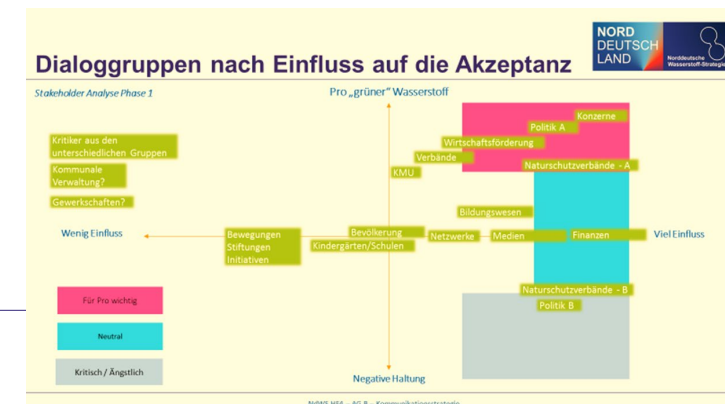 NORD
DEUTSCH
LAND
Norddeutsche
Wasserstoff-Strategie
Dialoggruppen nach Einfluss auf die Akzeptanz
Stakeholder Analyse Phase 1
Pro „grüner“ Wasserstoff
Konzerne
Politik A
Kritiker aus den
unterschiedlichen Gruppen
Wirtschaftsförderung
Verbände
Naturschutzverbände - A
Kommunale
Verwaltung?
KMU
Gewerkschaften?
Bildungswesen
Wenig Einfluss
Bewegungen
Stiftungen
Initiativen
Bevölkerung
Kindergärten/Schulen
Netzwerke
Medien
Finanzen
Viel Einfluss
Naturschutzverbände - B
Politik B
Für Pro wichtig
Neutral
Kritisch / Ängstlich
Negative Haltung
AG 8 - Kommunikationsstrategie